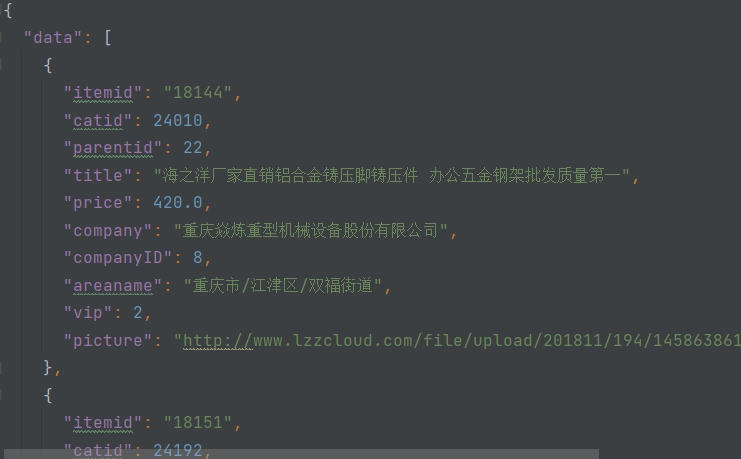 {
"data": [
{
"itemid": "18144",
"catid": 24010,
"parentid": 22,
"title": "海之洋厂家直销铝合金铸压脚铸压件 办公五金钢架批发质量第一",
"price": 420.0,
"company": "重庆焱炼重型机械设备股份有限公司",
"companyID": 8,
"areaname": "重庆市/江津区/双福街道",
"vip": 2,
"picture": "http://www.lzzcloud.com/file/upload/201811/194/145863861
},
{
"itemid": "18151",
"catid": 24192,